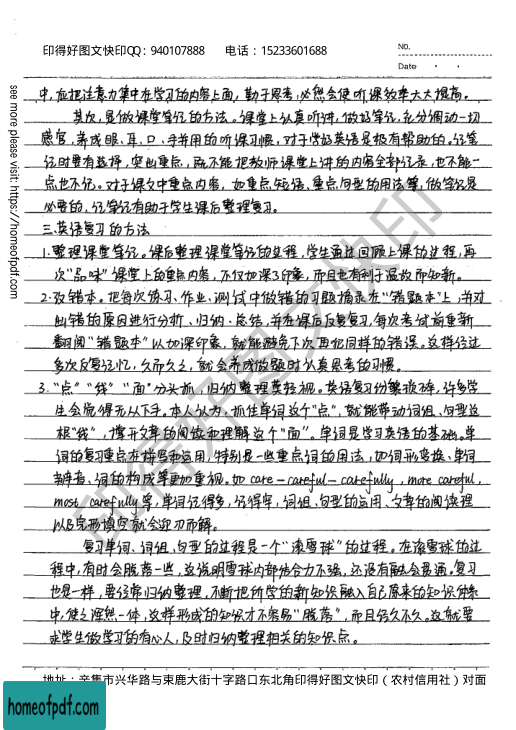 印得好图文快印QQ：940107888 电话：15233601688
NO.
Date
中，应把注意力集中在学习的内容上面，勤于思考，必然会使听课效率大大提高。
其次，是做课堂笔记的方法。课堂上认真听讲，做好笔记，充分调动一切
感官，养成眼、耳、口、手并用的听课习惯，对于学好英语是极有帮助的。记笔
记时要有选择，突出重点，既不能把教师课堂上讲的内容全部记录，也不能一
点也不记。对于课文中重点内容，如重点短语、重点句型的用法等，做笔记是
必要的，记笔记有助于学生课后整理复习。
三.英语复习的方法
1.整理课堂笔记。课后整理课堂笔记的过程，学生通过回顾上课的过程，再
次“品味”课堂上的重点内容，不仅加深了印象，而且也有利于温故而知新。
2.改错本。把每次练习、作业、测试中做错的习题摘录在“错题本”上，并对
出错的原因进行分析、归纳、总结，并在课后反复复习，每次考试前重新
翻阅“错题本”以加深印象，就能避免下次再犯同样的错误。这样经过
多次反复记忆，久而久之，就会养成做题时认真思考的习惯。
3.“点”“线”“面”分头抓，归纳整理莫轻视。英语复习纷繁琐碎，许多学
生会觉得无从下手。本人认为，抓住单词这个“点”，就能带动词组、句型这
根“线”，撑开文章的阅读和理解这个“面”。单词是学习英语的基础。单
词的复习重点在拼写和运用，特别是一些重点词的用法，如词形变换、单词
辨音、词的构成等更加重视。如 care—careful—carefully, more careful,
most carefully 等，单词记得多，记得牢，词组、句型的运用、文章的阅读理
以及完形填空就会迎刃而解。
复习单词、词组、句型的过程是一个“滚雪球”的过程。在滚雪球的过
程中，有时会脱落一些，这说明雪球内部结合力不强，还没有融会贯通。复习
也是一样，要经常归纳整理，不断把所学的新知识融入自己原来的知识体系
中，使之浑然一体，这样形成的知识才不容易“脱落”，而且经久不久。这就要
求学生做学习的有心人，及时归纳整理相关的知识点。
地址：辛集市兴华路与束鹿大街十字路口东北角印得好图文快印（农村信用社）对面
see more please visit: https://homeofpdf.com
印得好图文快印
homeofpdf.com